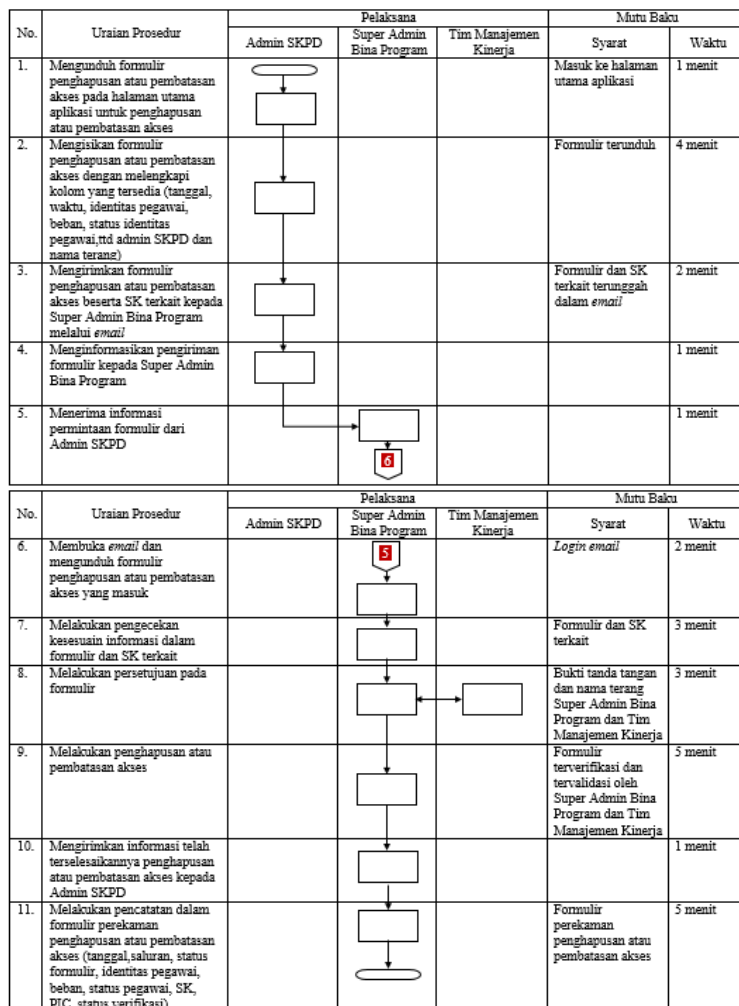 No. Uraian Prosedur Pelaksana Mutu Baku
Admin SKPD Super Admin Bina Program Tim Manajemen Kinerja Syarat Waktu
1. Mengunduh formulir penghapusan atau pembatasan akses pada halaman utama aplikasi untuk penghapusan atau pembatasan akses
Masuk ke halaman utama aplikasi
1 menit
2. Mengisikan formulir penghapusan atau pembatasan akses dengan melengkapi kolom yang tersedia (tanggal, waktu, identitas pegawai, beban, status identitas pegawai,ttd admin SKPD dan nama terang)
Formulir terunduh
4 menit
3. Mengirimkan formulir penghapusan atau pembatasan akses beserta SK terkait kepada Super Admin Bina Program melalui email
Formulir dan SK terkait terunggah dalam email
2 menit
4. Menginformasikan pengiriman formulir kepada Super Admin Bina Program
1 menit
5. Menerima informasi permintaan formulir dari Admin SKPD
1 menit
6
No. Uraian Prosedur Pelaksana Mutu Baku
Admin SKPD Super Admin Bina Program Tim Manajemen Kinerja Syarat Waktu
6. Membuka email dan mengunduh formulir penghapusan atau pembatasan akses yang masuk
5
Login email
2 menit
7. Melakukan pengecekan kesesuain informasi dalam formulir dan SK terkait
Formulir dan SK terkait
3 menit
8. Melakukan persetujuan pada formulir
Bukti tanda tangan dan nama terang Super Admin Bina Program dan Tim Manajemen Kinerja
3 menit
9. Melakukan penghapusan atau pembatasan akses
Formulir terverifikasi dan tervalidasi oleh Super Admin Bina Program dan Tim Manajemen Kinerja
5 menit
10. Mengirimkan informasi telah terselesaikannya penghapusan atau pembatasan akses kepada Admin SKPD
1 menit
11. Melakukan pencatatan dalam formulir perekaman penghapusan atau pembatasan akses (tanggal,saluran, status formulir, identitas pegawai, beban, status pegawai, SK, PIC, status verifikasi)
Formulir perekaman penghapusan atau pembatasan akses
5 menit